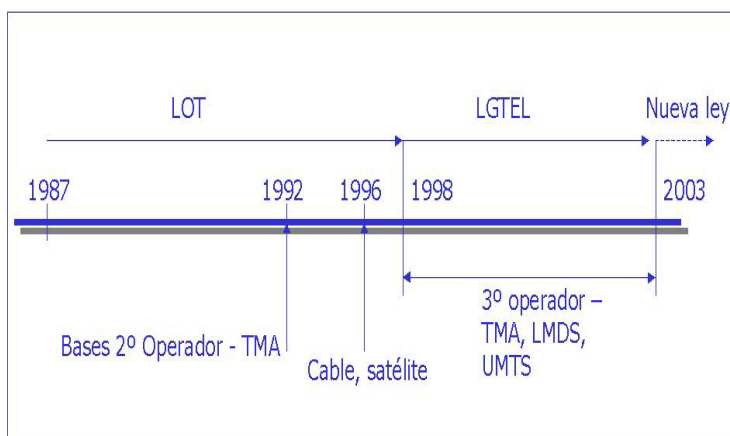 LOT
LGTEL
Nueva ley
1987
1992
1996
1998
2003
Bases 2º Operador - TMA
Cable, satélite
3º operador –
TMA, LMDS,
UMTS